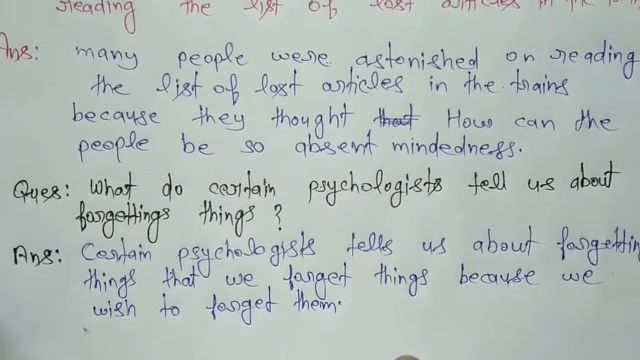 reading the list of lost articles in the
Ans: many people were astonished on reading
the list of lost articles in the trains
because they thought that How can the
people be so absent mindedness.
Ques: What do certain psychologists tell us about
forgettings things?
Ans: Certain psychologists tells us about forgettin
things that we forget things because we
wish to forget them.